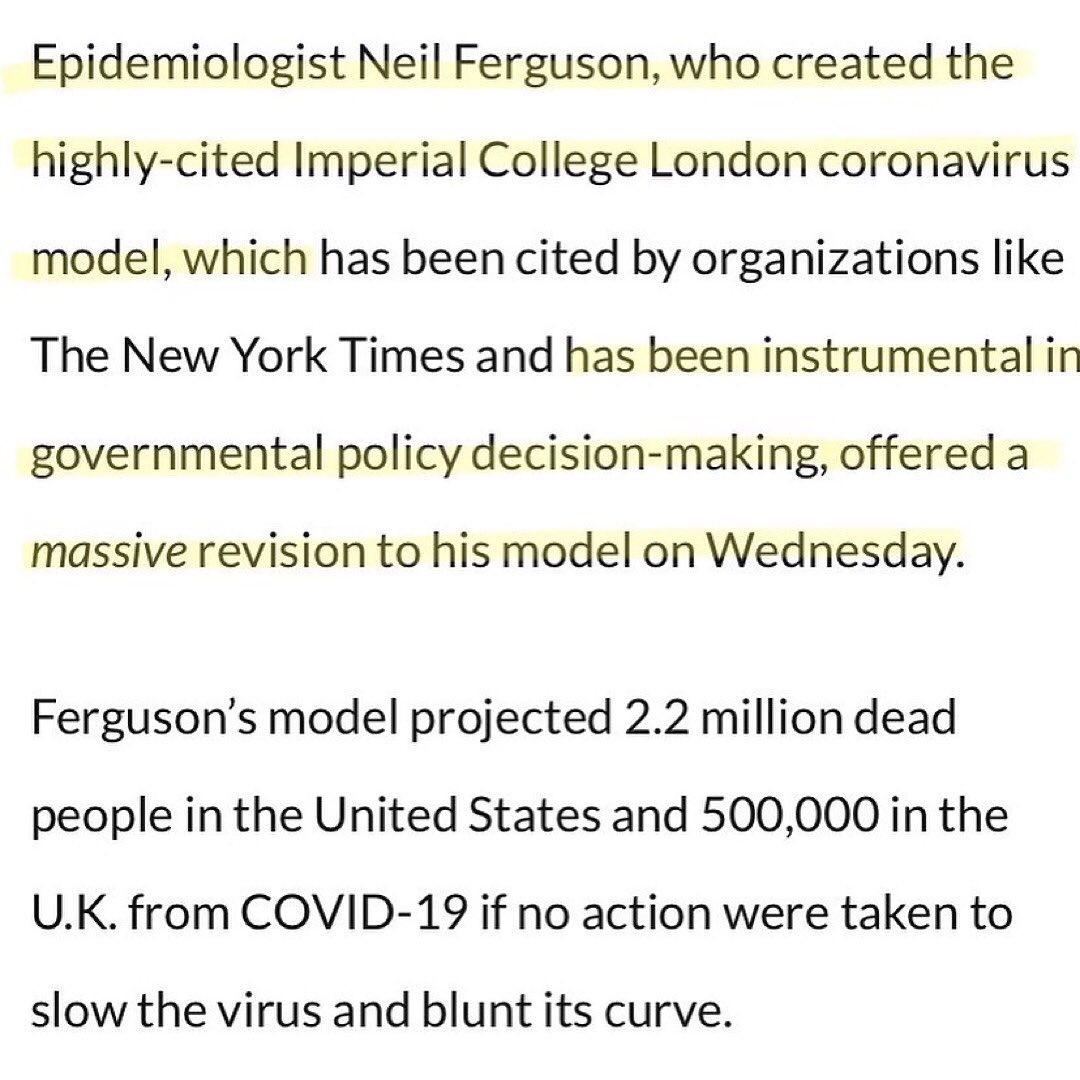 Epidemiologist Neil Ferguson, who created the
highly-cited Imperial College London coronavirus
model, which has been cited by organizations like
The New York Times and has been instrumental in
governmental policy decision-making, offered a
massive revision to his model on Wednesday.
Ferguson’s model projected 2.2 million dead
people in the United States and 500,000 in the
U.K. from COVID-19 if no action were taken to
slow the virus and blunt its curve.